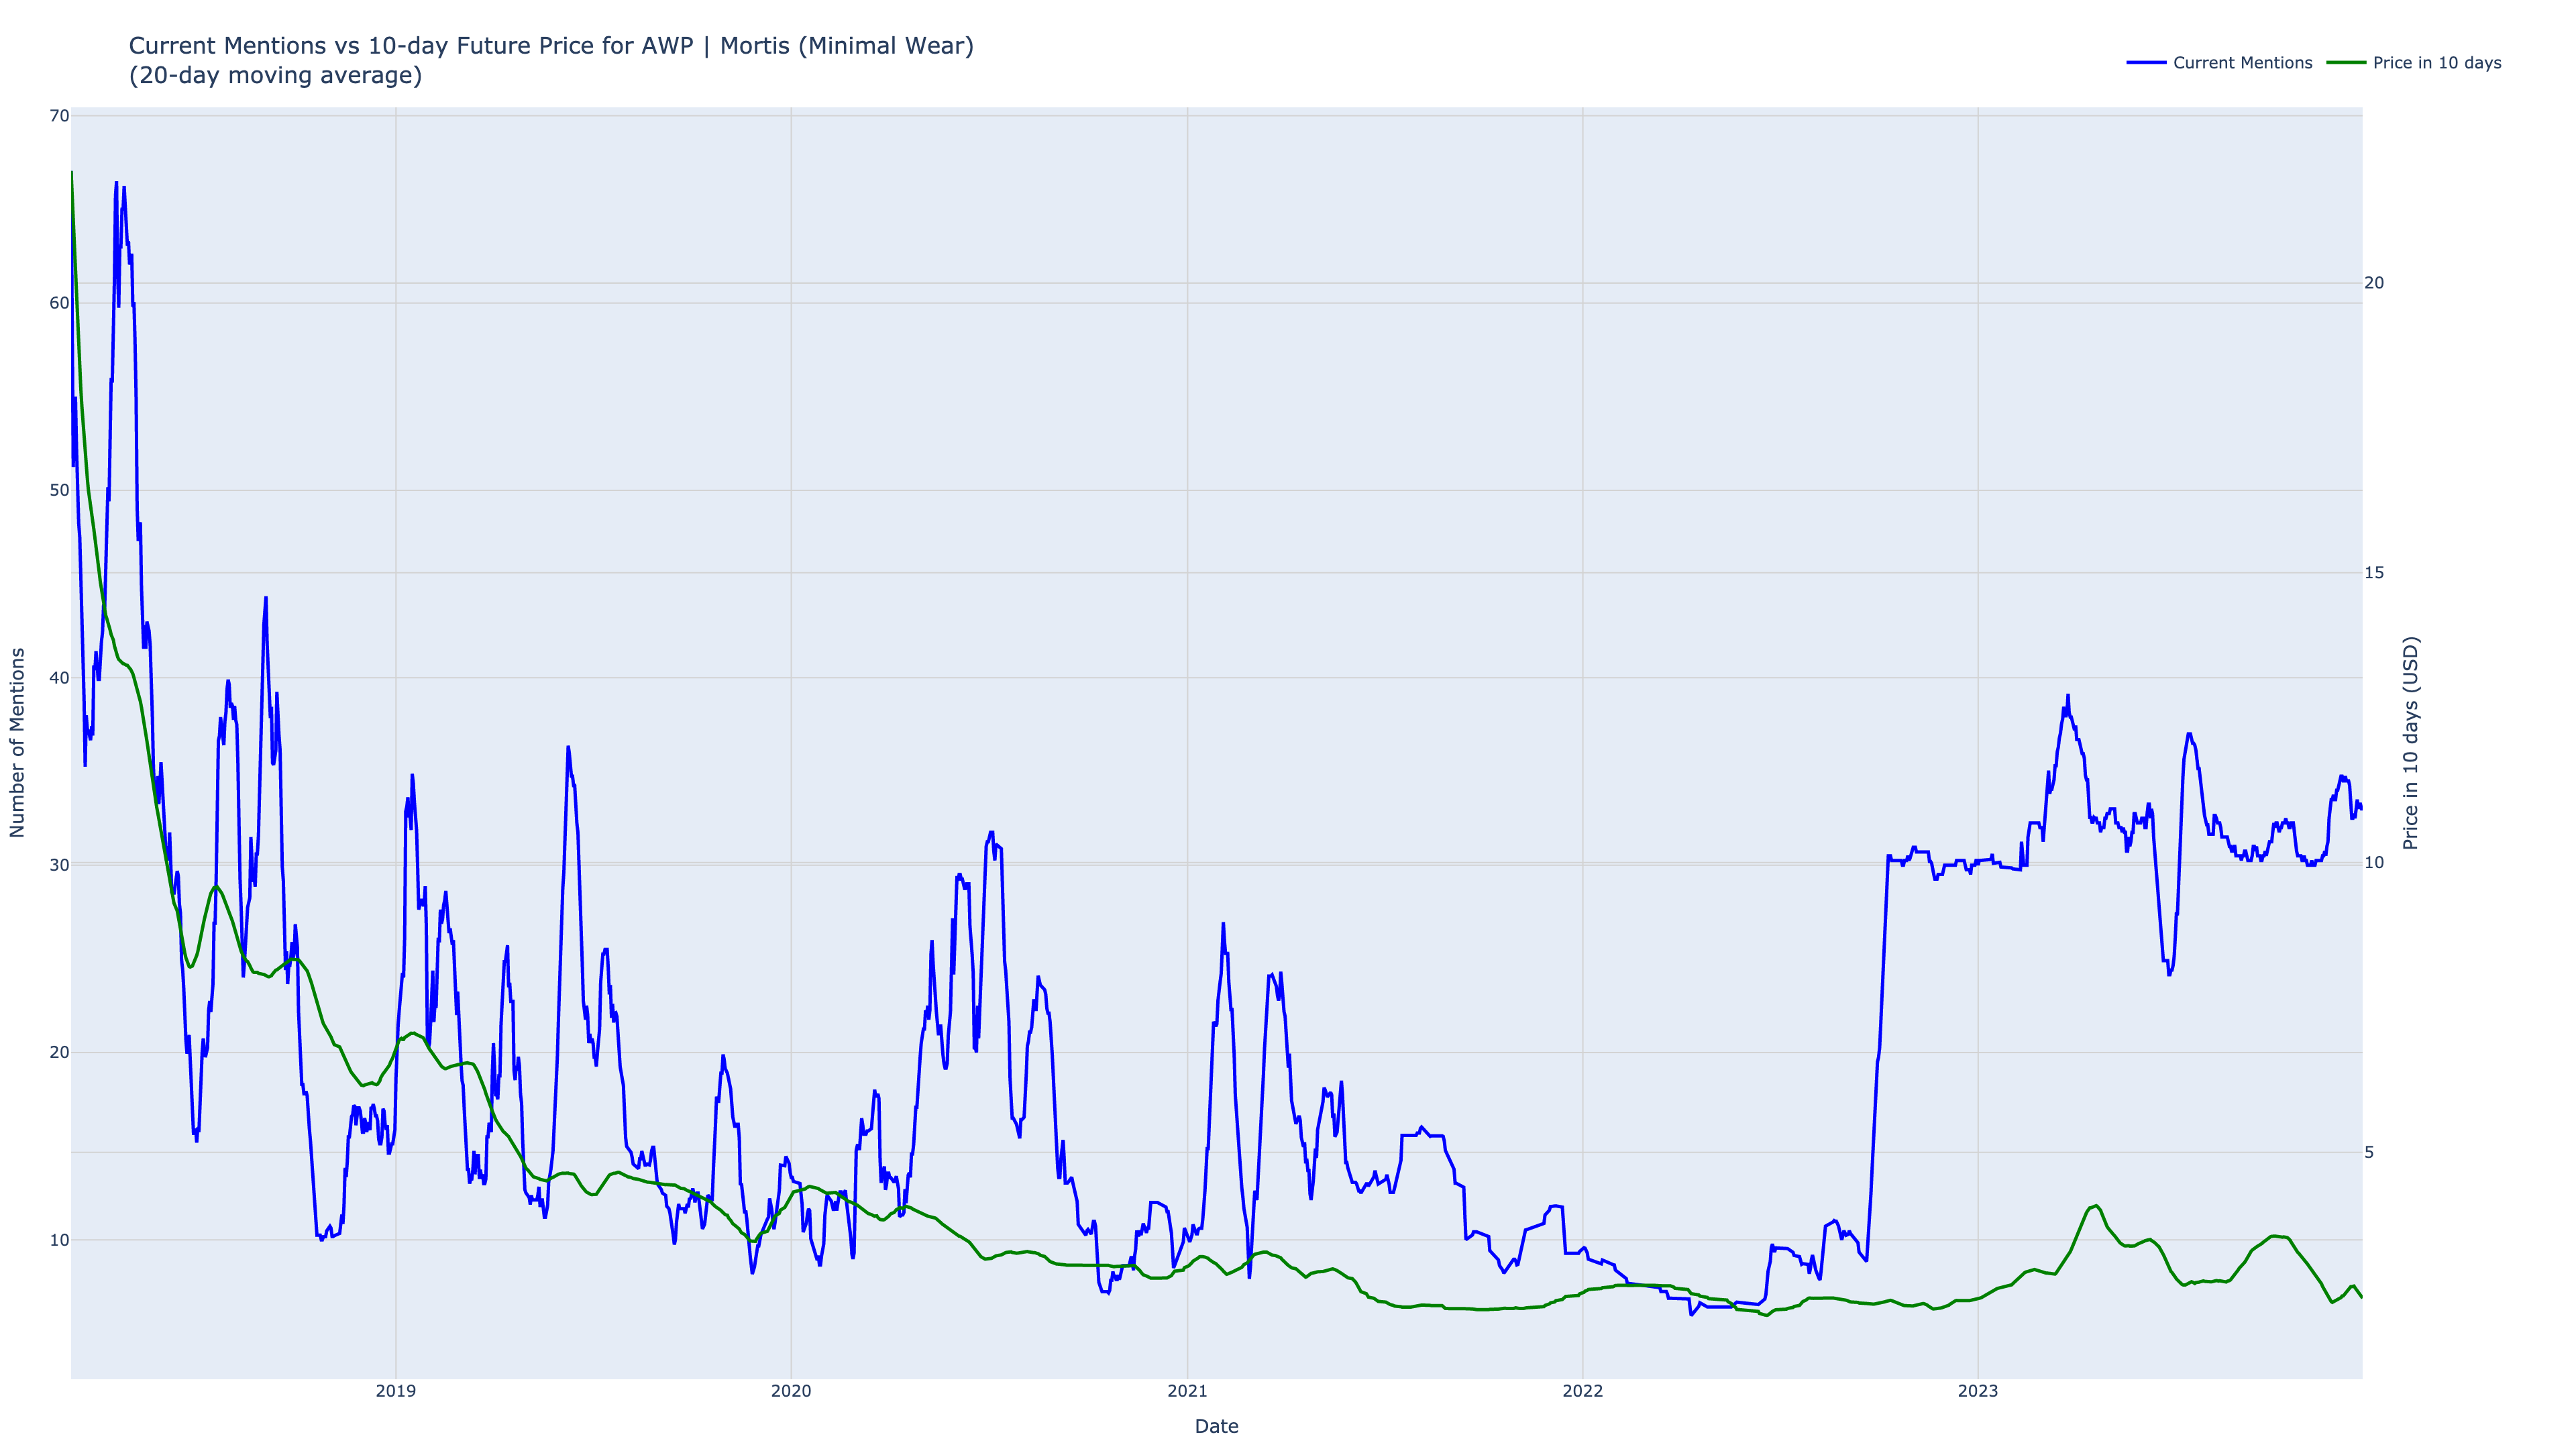 Current Mentions vs 10-day Future Price for AWP | Mortis (Minimal Wear)
(20-day moving average)
Current Mentions
Price in 10 days
70
60
50
40
30
20
10
Number of Mentions
20
15
10
5
Price in 10 days (USD)
2019
2020
2021
2022
2023
Date